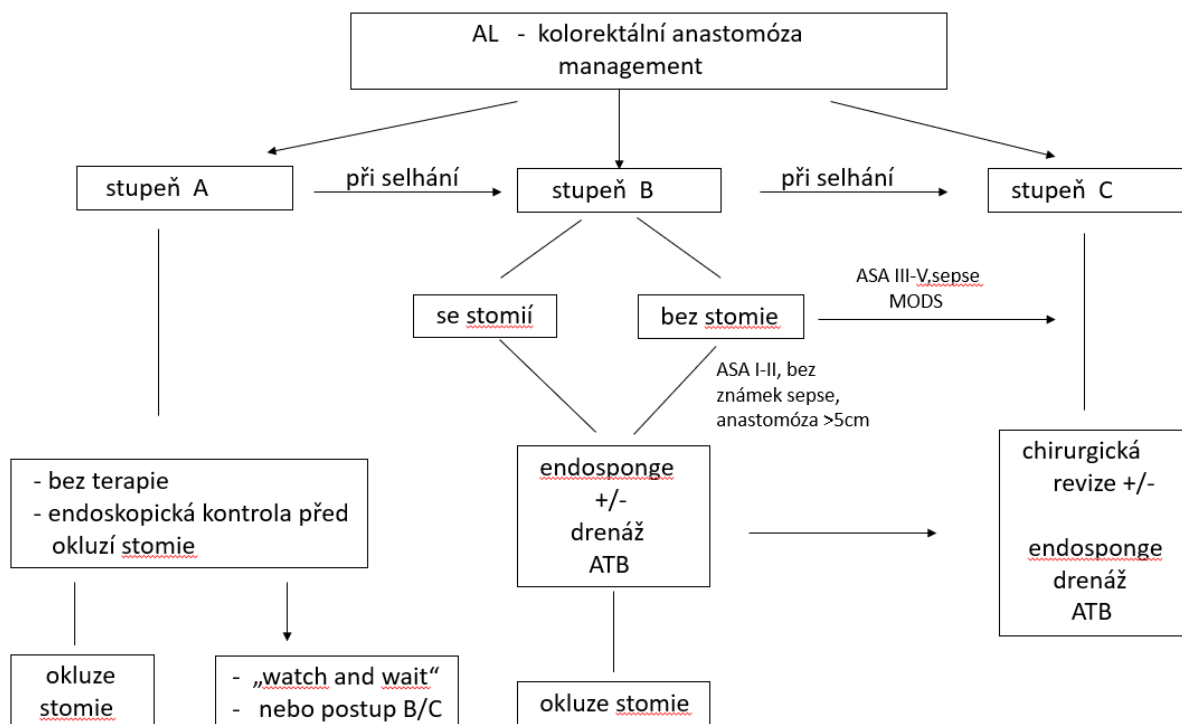 AL - kolorektální anastomóza
management
stupeň A
při selhání
stupeň B
při selhání
stupeň C
se stomií
bez stomie
ASA III-V,sepse
MODS
ASA I-II, bez
známek sepse,
anastomóza >5cm
- bez terapie
- endoskopická kontrola před
okluzí stomie
endosponge
+/-
drenáž
ATB
chirurgická
revize +/-
endosponge
drenáž
ATB
okluze
stomie
- „watch and wait“
- nebo postup B/C
okluze stomie